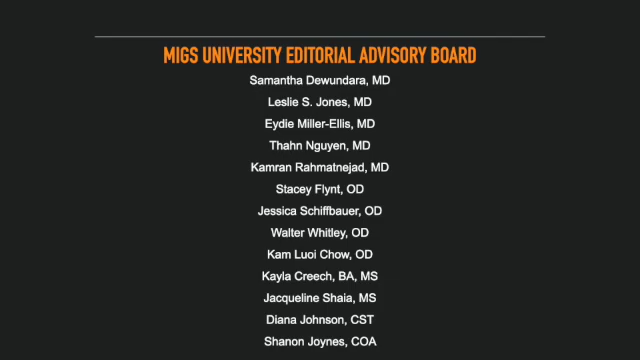 MIGS UNIVERSITY EDITORIAL ADVISORY BOARD
Samantha Dewundara, MD
Leslie S. Jones, MD
Eydie Miller-Ellis, MD
Thahn Nguyen, MD
Kamran Rahmatnejad, MD
Stacey Flynt, OD
Jessica Schiffbauer, OD
Walter Whitley, OD
Kam Luoi Chow, OD
Kayla Creech, BA, MS
Jacqueline Shaia, MS
Diana Johnson, CST
Shanon Joynes, COA